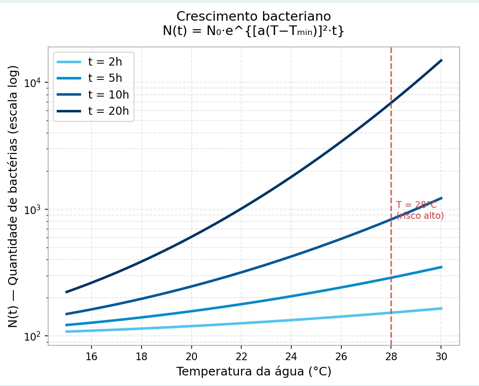 Crescimento bacteriano
N(t) = N₀·e^{[a(T−Tₘᵢₙ)]²·t}
t = 2h
t = 5h
t = 10h
t = 20h
N(t) — Quantidade de bactérias (escala log)
10⁴
10³
10²
T = 28°C
(risco alto)
16 18 20 22 24 26 28 30
Temperatura da água (°C)